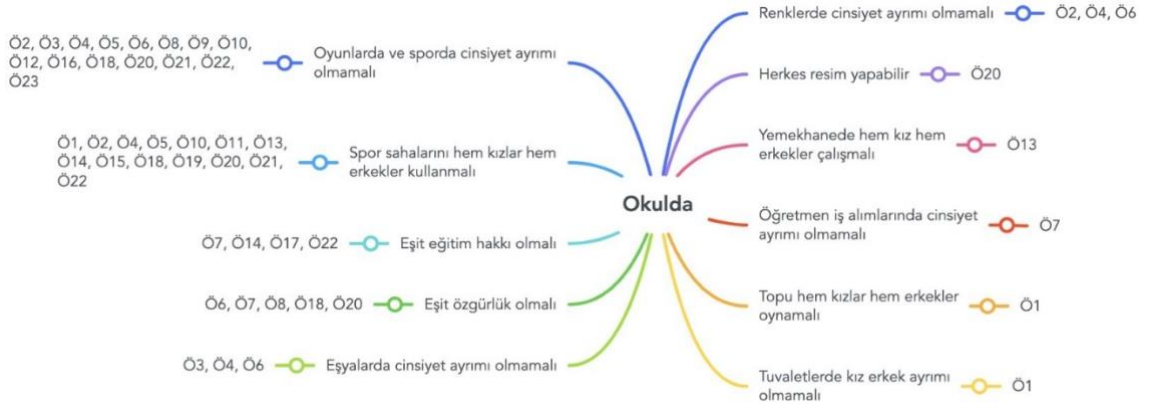 Okulda
Oyunlarda ve sporda cinsiyet ayrımı
olmamalı
Ö2, Ö3, Ö4, Ö5, Ö6, Ö8, Ö9, Ö10,
Ö12, Ö16, Ö18, Ö20, Ö21, Ö22,
Ö23
Spor sahalarını hem kızlar hem
erkekler kullanmalı
Ö1, Ö2, Ö4, Ö5, Ö10, Ö11, Ö13,
Ö14, Ö15, Ö18, Ö19, Ö20, Ö21,
Ö22
Eşit eğitim hakkı olmalı
Ö7, Ö14, Ö17, Ö22
Eşit özgürlük olmalı
Ö6, Ö7, Ö8, Ö18, Ö20
Eşyalarda cinsiyet ayrımı olmamalı
Ö3, Ö4, Ö6
Renklerde cinsiyet ayrımı olmamalı
Ö2, Ö4, Ö6
Herkes resim yapabilir
Ö20
Yemekhanede hem kız hem
erkekler çalışmalı
Ö13
Öğretmen iş alımlarında cinsiyet
ayrımı olmamalı
Ö7
Topu hem kızlar hem erkekler
oynamalı
Ö1
Tuvaletlerde kız erkek ayrımı
olmamalı
Ö1